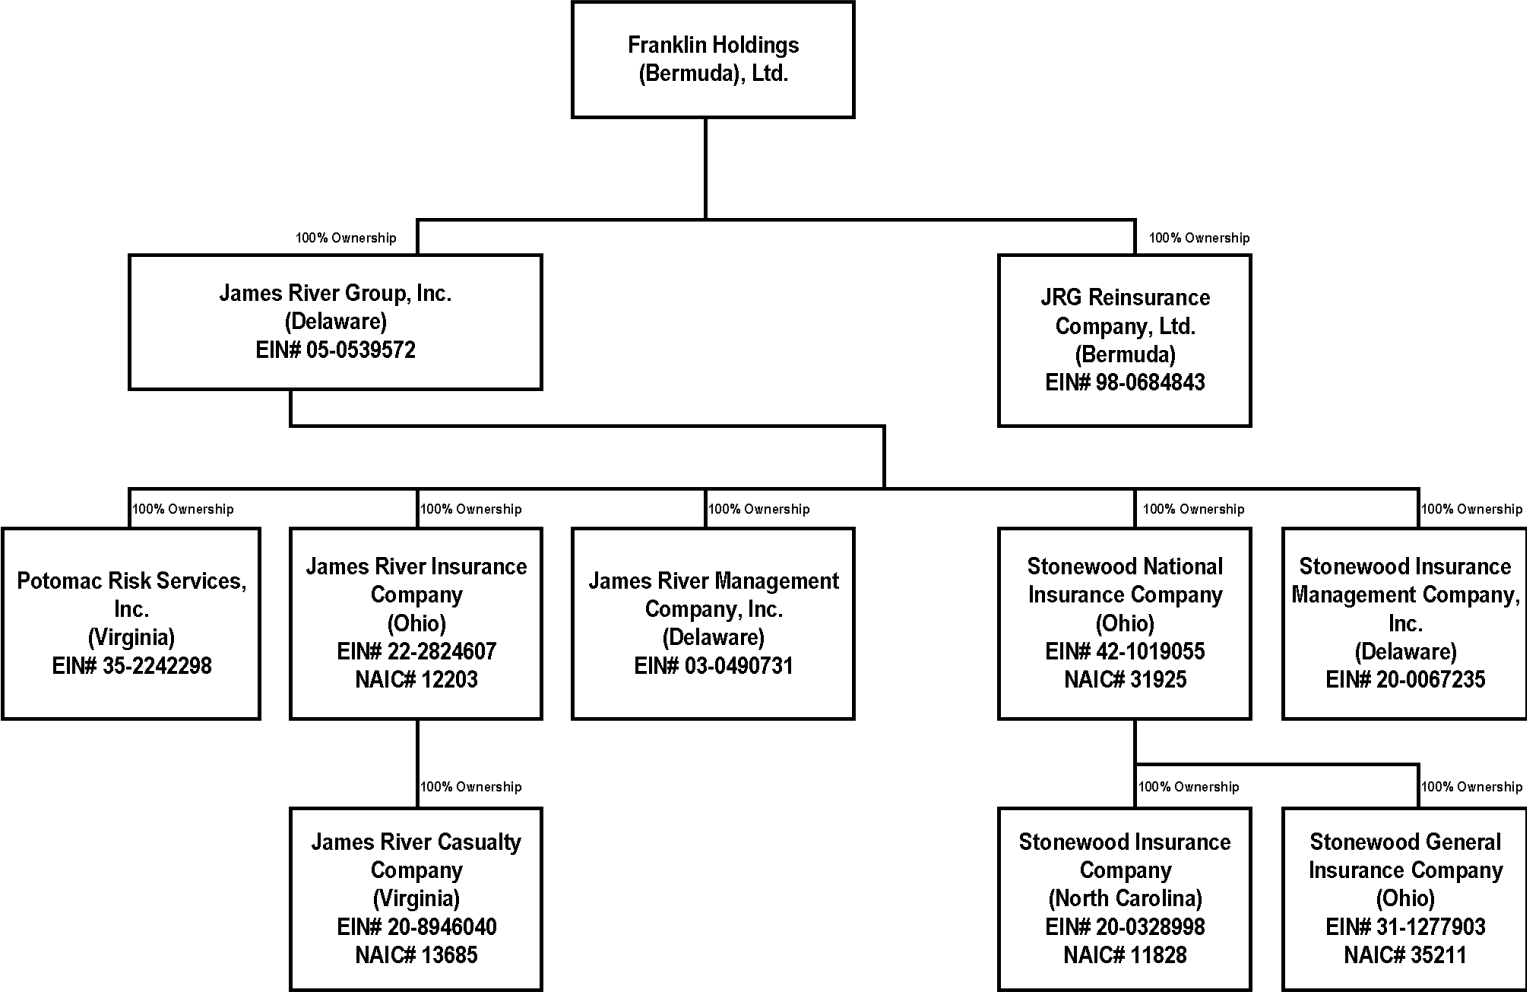 Franklin Holdings
(Bermuda), Ltd.
100% Ownership
100% Ownership
James River Group, Inc.
(Delaware)
EIN# 05-0539572
JRG Reinsurance
Company, Ltd.
(Bermuda)
EIN# 98-0684843
100% Ownership
100% Ownership
100% Ownership
100% Ownership
100% Ownership
Potomac Risk Services,
Inc.
(Virginia)
EIN# 35-2242298
James River Insurance
Company
(Ohio)
EIN# 22-2824607
NAIC# 12203
James River Management
Company, Inc.
(Delaware)
EIN# 03-0490731
Stonewood National
Insurance Company
(Ohio)
EIN# 42-1019055
NAIC# 31925
Stonewood Insurance
Management Company,
Inc.
(Delaware)
EIN# 20-0067235
100% Ownership
100% Ownership
100% Ownership
James River Casualty
Company
(Virginia)
EIN# 20-8946040
NAIC# 13685
Stonewood Insurance
Company
(North Carolina)
EIN# 20-0328998
NAIC# 11828
Stonewood General
Insurance Company
(Ohio)
EIN# 31-1277903
NAIC# 35211